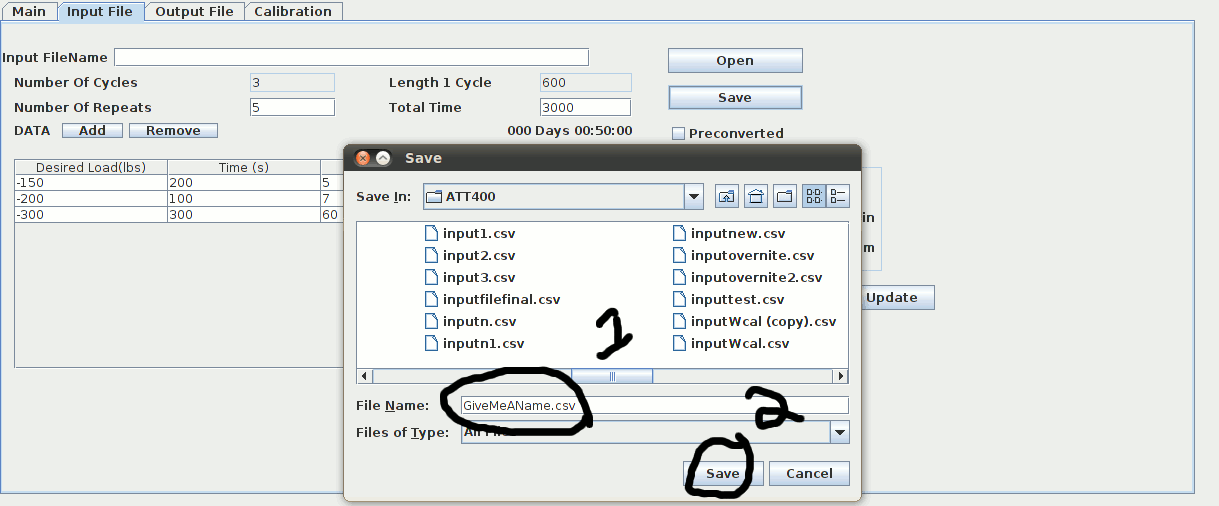 Main Input File Output File Calibration
Input FileName Open
Number Of Cycles 3 Length 1 Cycle 600
Save
Number Of Repeats 5 Total Time 3000
DATA Add Remove 000 Days 00:50:00 Preconverted
Save
Desired Load(lbs) Time (s)
-150 200 5
-200 100 7
-300 300 60
Save In: ATT400
input1.csv inputnew.csv
input2.csv inputovernite.csv
input3.csv inputovernite2.csv
inputfilefinal.csv inputtest.csv
inputn.csv inputWcal (copy).csv
inputn1.csv inputWcal.csv
in
m
Update
1
File Name: GiveMeAName.csv
2
Files of Type: All Files
Save Cancel